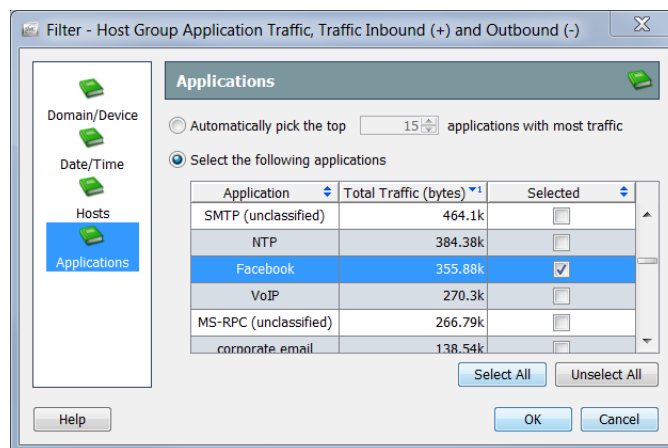 Filter - Host Group Application Traffic, Traffic Inbound (+) and Outbound (-)
Domain/Device
Date/Time
Hosts
Applications
Applications
Automatically pick the top 15 applications with most traffic
Select the following applications
Application Total Traffic (bytes) 1 Selected
SMTP (unclassified) 464.1k
NTP 384.38k
Facebook 355.88k
VoIP 270.3k
MS-RPC (unclassified) 266.79k
corporate email 138.54k
Select All Unselect All
Help OK Cancel